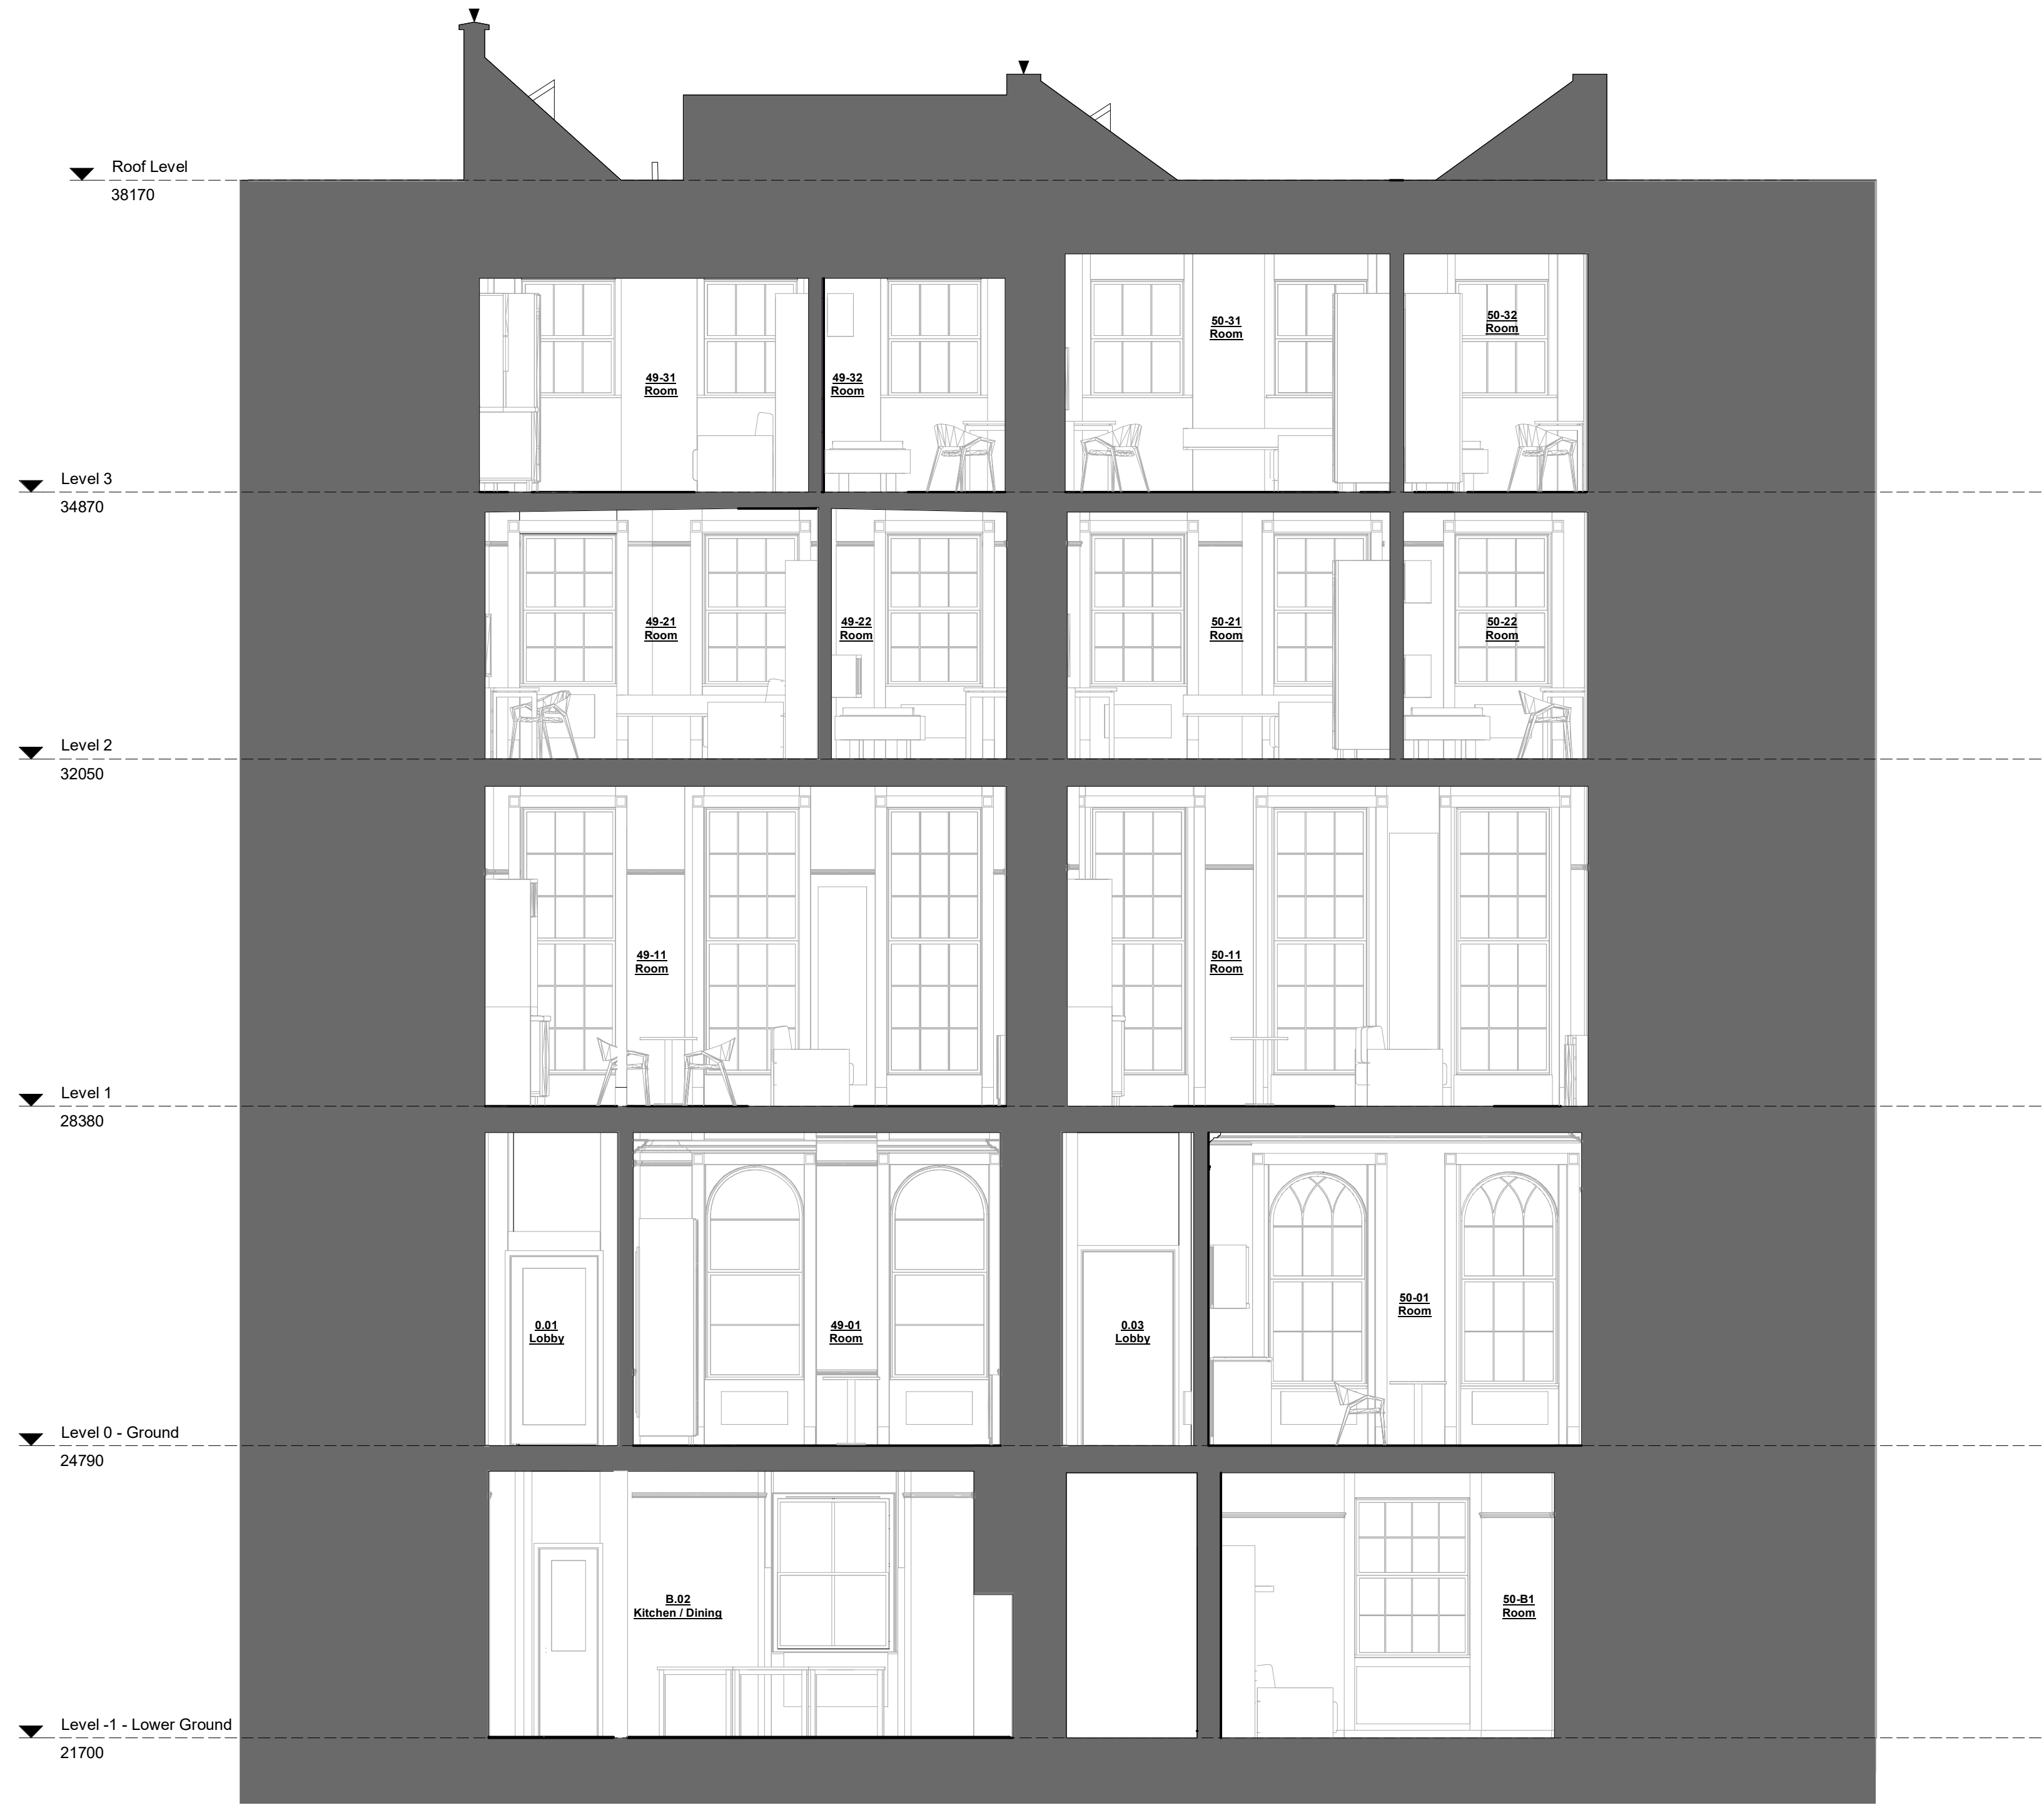 Roof Level
38170
50-31
Room
50-32
Room
49-31
Room
49-32
Room
Level 3
34870
49-21
Room
49-22
Room
50-21
Room
50-22
Room
Level 2
32050
49-11
Room
50-11
Room
Level 1
28380
0.01
Lobby
49-01
Room
0.03
Lobby
50-01
Room
Level 0 - Ground
24790
B.02
Kitchen / Dining
50-B1
Room
Level -1 - Lower Ground
21700